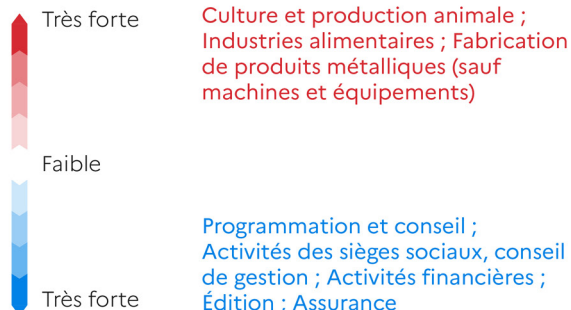 Très forte
Culture et production animale ;
Industries alimentaires ; Fabrication
de produits métalliques (sauf
machines et équipements)
Faible
Programmation et conseil ;
Activités des sièges sociaux, conseil
de gestion ; Activités financières ;
Édition ; Assurance
Très forte